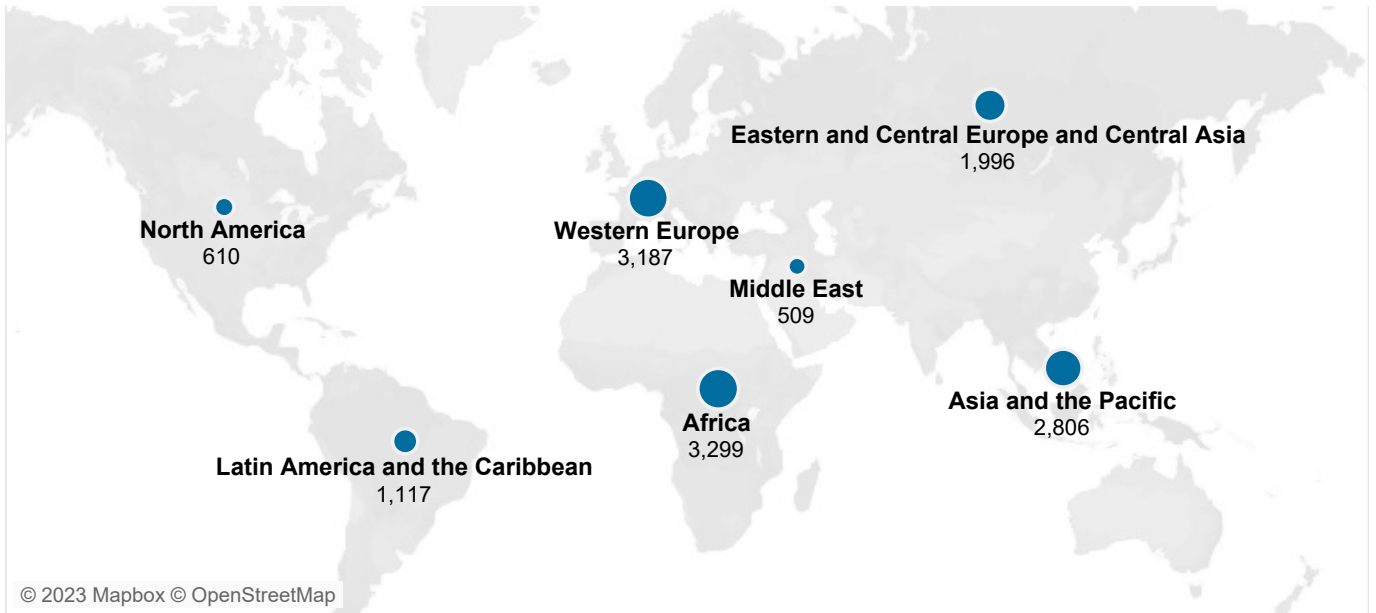 Eastern and Central Europe and Central Asia
1,996
North America
610
Western Europe
3,187
Middle East
509
Asia and the Pacific
2,806
Africa
3,299
Latin America and the Caribbean
1,117
© 2023 Mapbox © OpenStreetMap